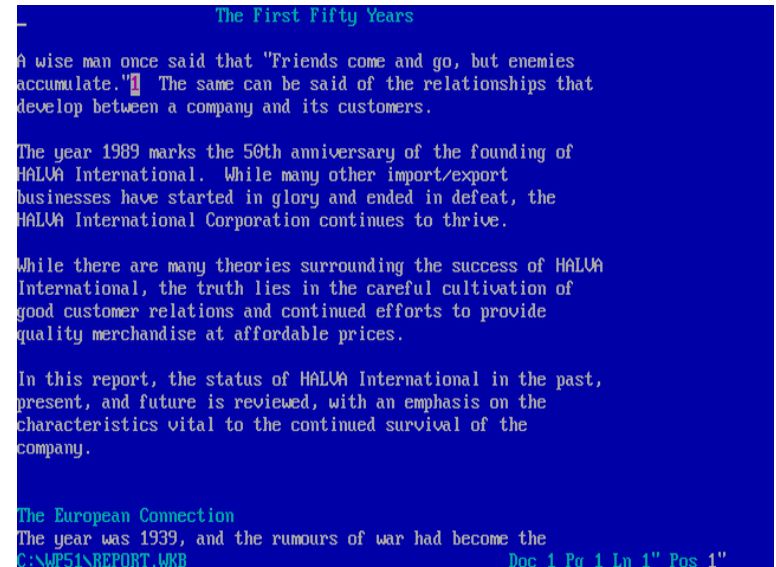 The First Fifty Years
A wise man once said that "Friends come and go, but enemies
accumulate."1 The same can be said of the relationships that
develop between a company and its customers.
The year 1989 marks the 50th anniversary of the founding of
HALVA International. While many other import/export
businesses have started in glory and ended in defeat, the
HALVA International Corporation continues to thrive.
While there are many theories surrounding the success of HALVA
International, the truth lies in the careful cultivation of
good customer relations and continued efforts to provide
quality merchandise at affordable prices.
In this report, the status of HALVA International in the past,
present, and future is reviewed, with an emphasis on the
characteristics vital to the continued survival of the
company.
The European Connection
The year was 1939, and the rumours of war had become the
C:\WP51\REPORT.WKB Doc 1 Pg 1 Ln 1" Pos 1"